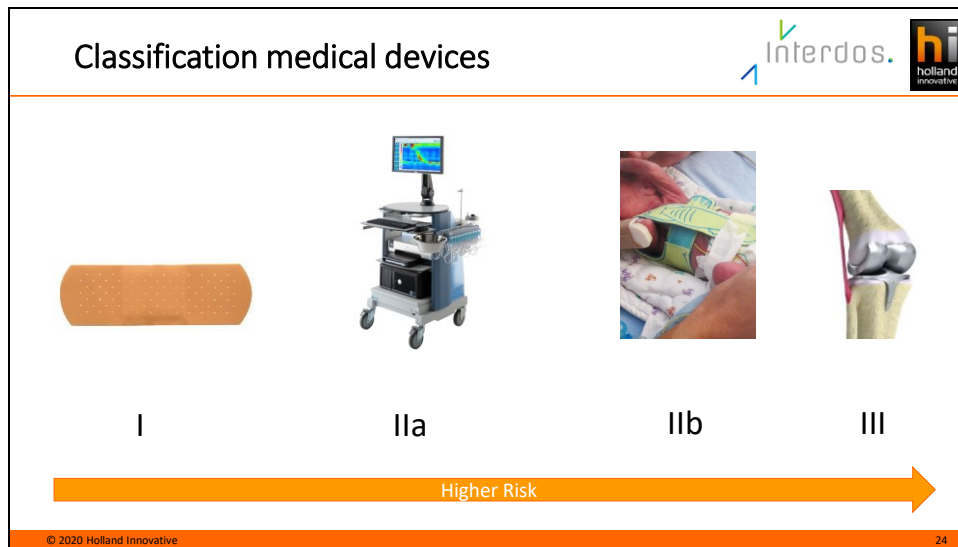 Classification medical devices
Interdos.
hi
holland
innovative
I
IIa
IIb
III
Higher Risk
© 2020 Holland Innovative
24